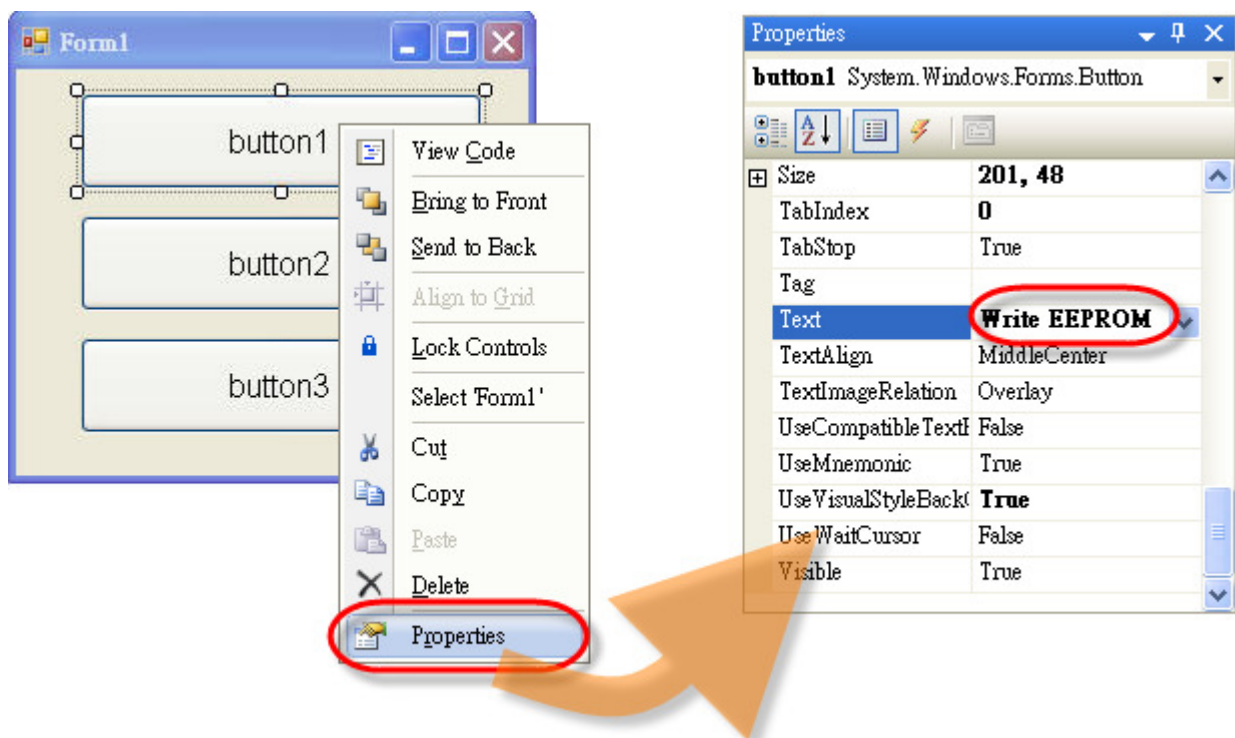 Form1
button1
button2
button3
View Code
Bring to Front
Send to Back
Align to Grid
Lock Controls
Select 'Form1'
Cut
Copy
Paste
Delete
Properties
Properties
button1 System.Windows.Forms.Button
Size 201, 48
TabIndex 0
TabStop True
Tag
Text Write EEPROM
TextAlign MiddleCenter
TextImageRelation Overlay
UseCompatibleText False
UseMnemonic True
UseVisualStyleBack True
UseWaitCursor False
Visible True